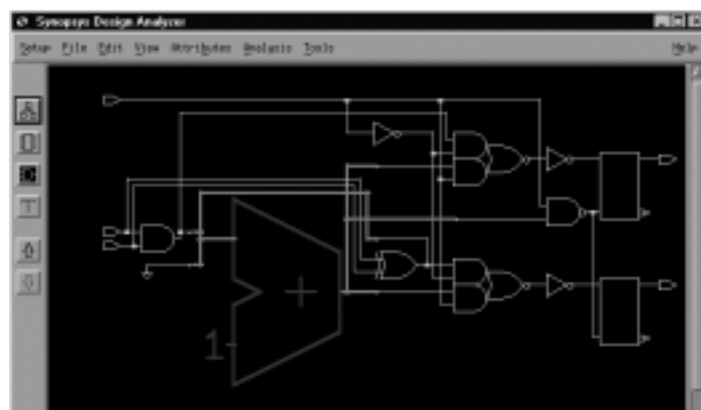 Synopsys Design Analyzer
Setup File Edit View Attributes Analysis Tools Help
T
+
1